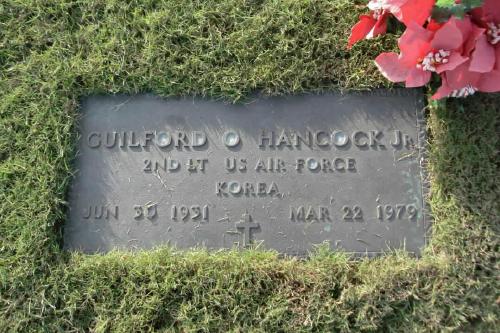 GUILFORD O HANCOCK JR
2ND LT US AIR FORCE
KOREA
JUN 30 1931 MAR 22 1979